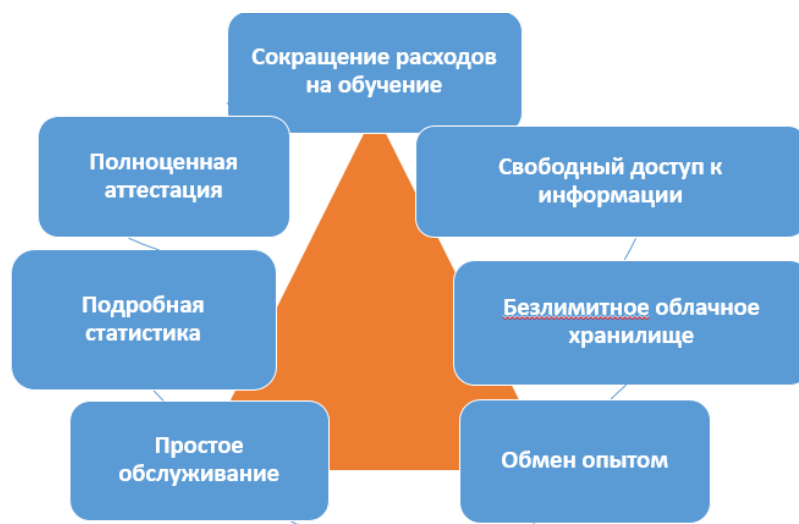 Сокращение расходов
на обучение
Полноценная
аттестация
Свободный доступ к
информации
Подробная
статистика
Безлимитное облачное
хранилище
Простое
обслуживание
Обмен опытом